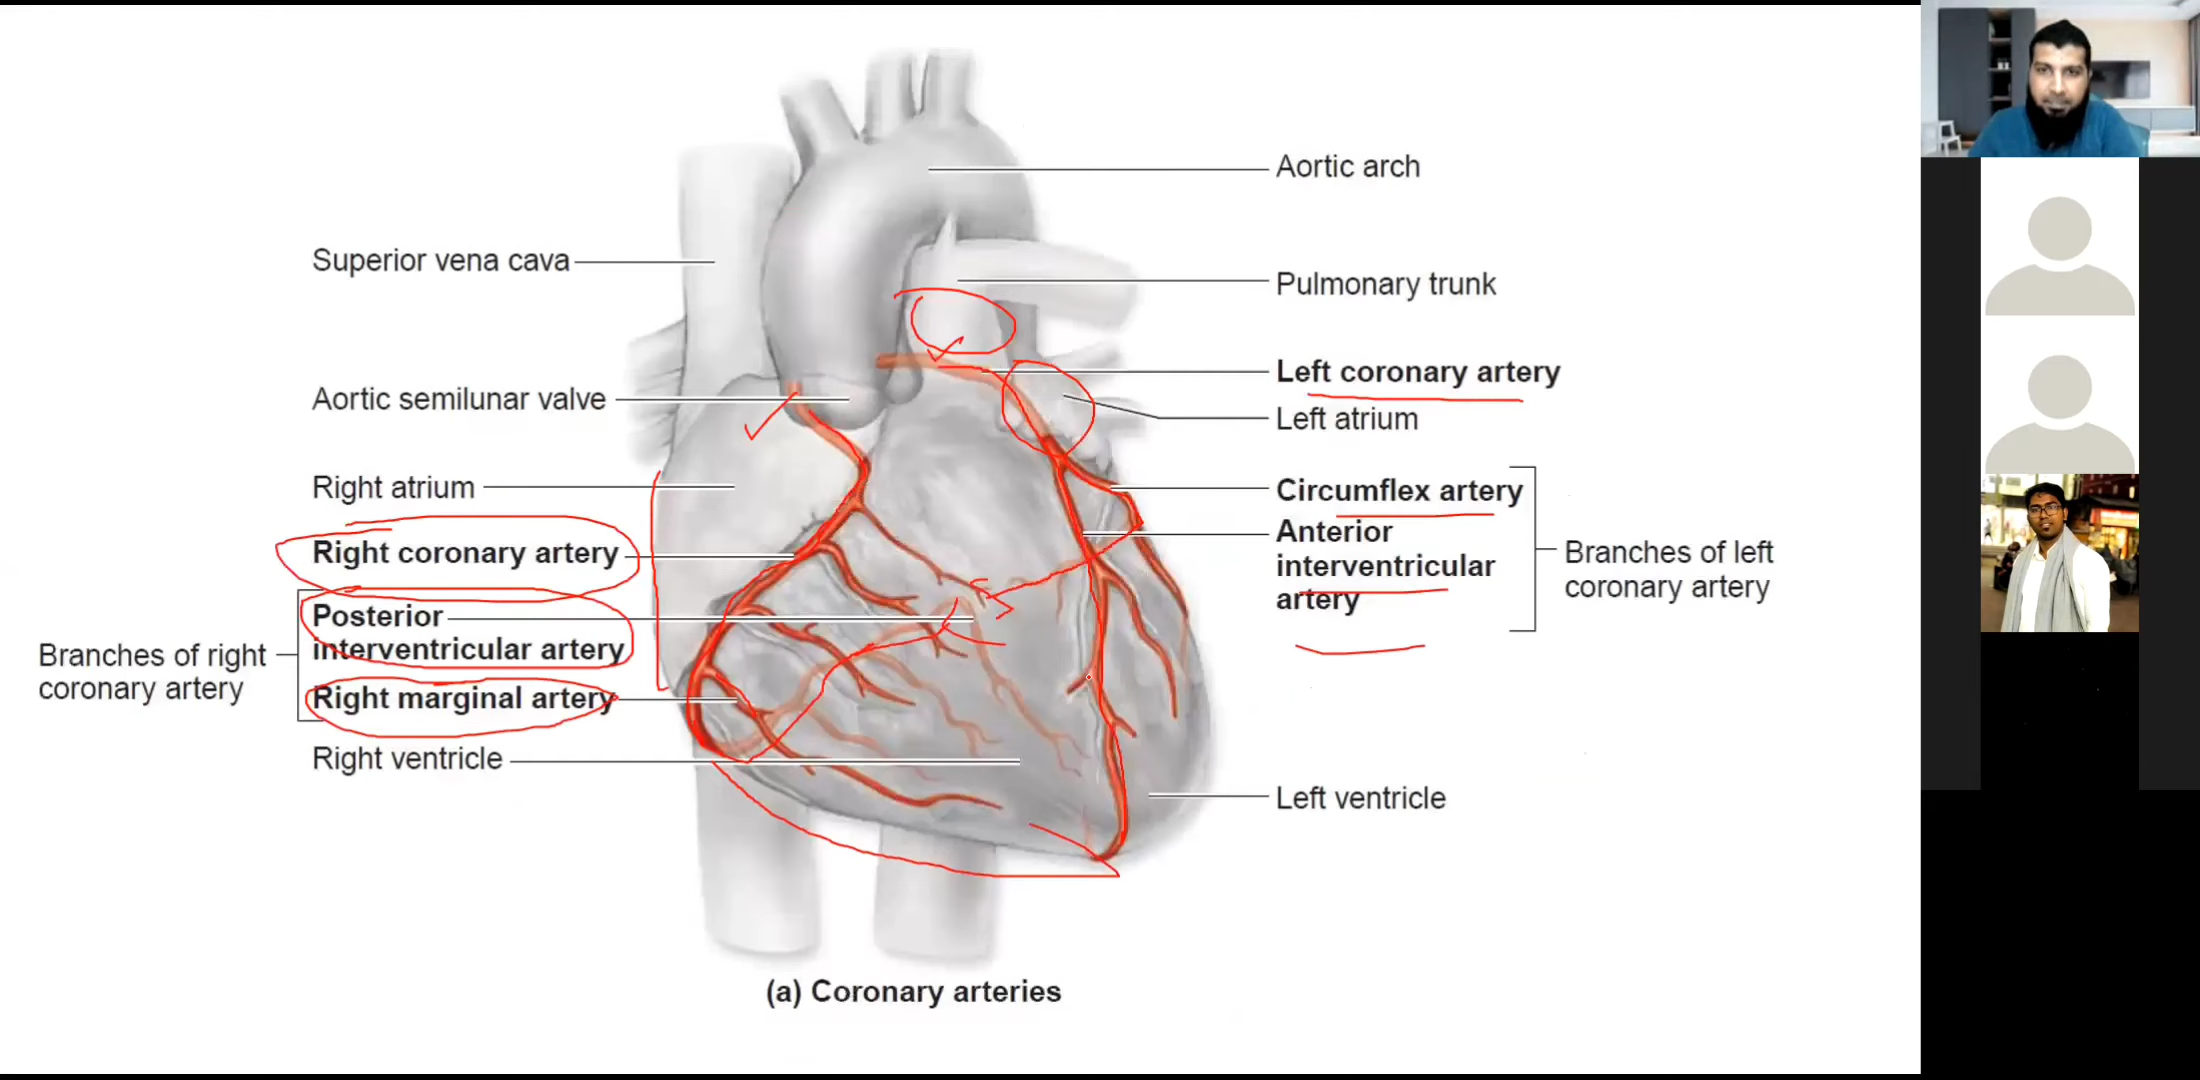 Aortic arch
Superior vena cava
Pulmonary trunk
Left coronary artery
Aortic semilunar valve
Left atrium
Right atrium
Circumflex artery
Anterior
interventricular
artery
Branches of left
coronary artery
Right coronary artery
Posterior
interventricular artery
Branches of right
coronary artery
Right marginal artery
Right ventricle
Left ventricle
(a) Coronary arteries